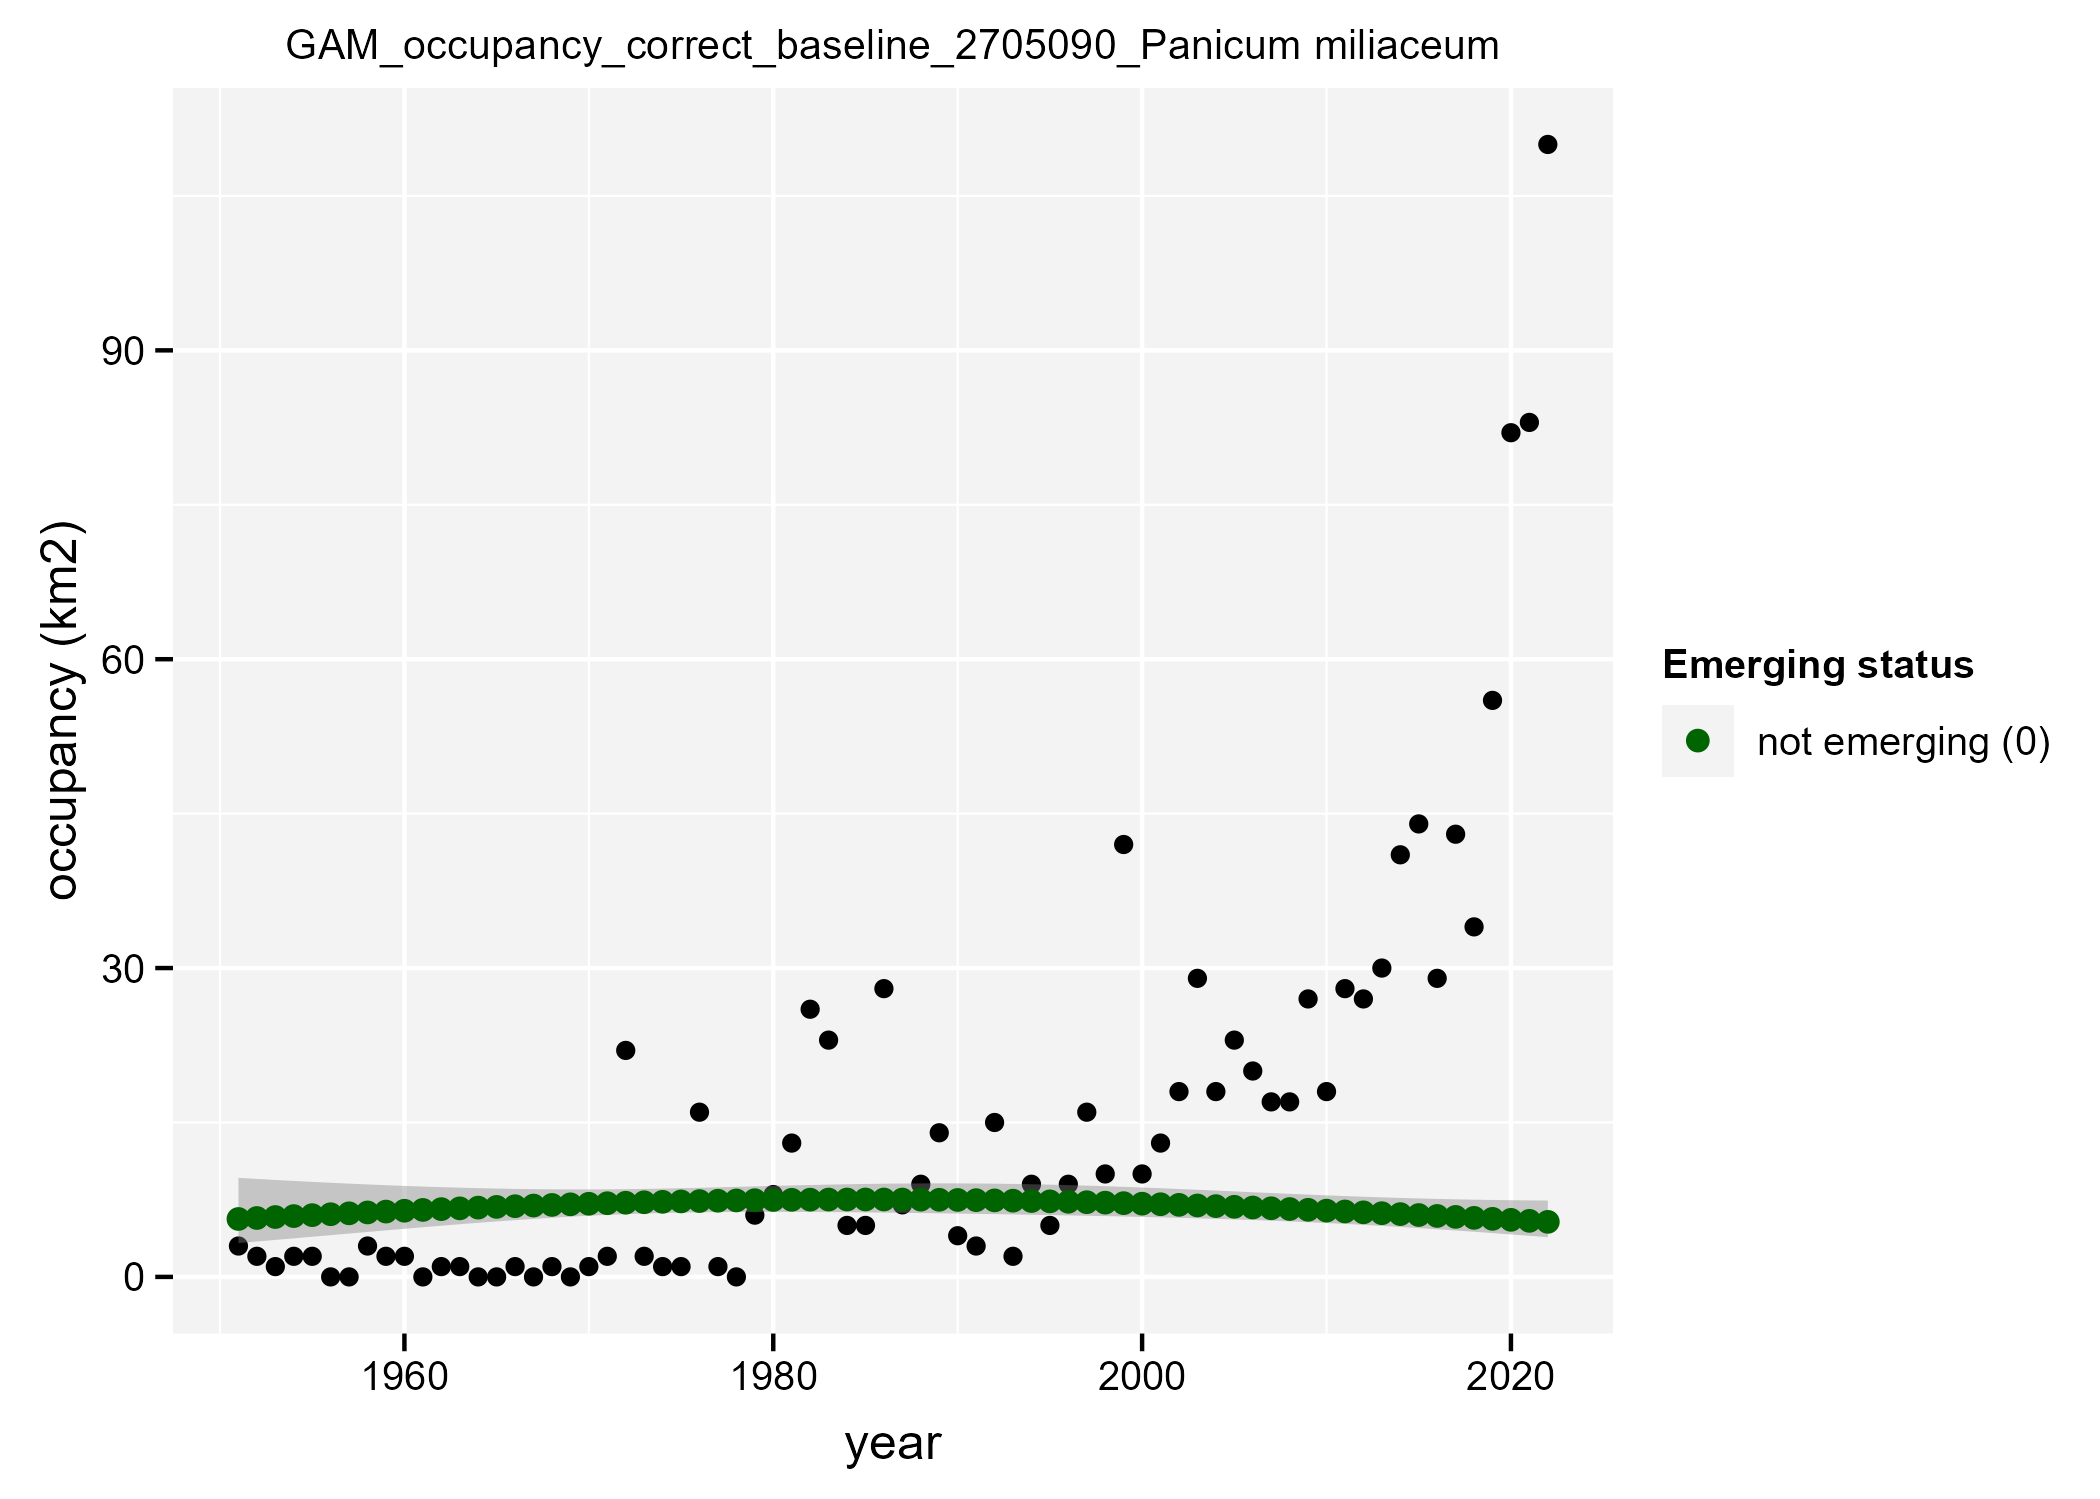 GAM_occupancy_correct_baseline_2705090_Panicum miliaceum
occupancy (km2)
90
60
30
0
1960 1980 2000 2020
year
Emerging status
not emerging (0)